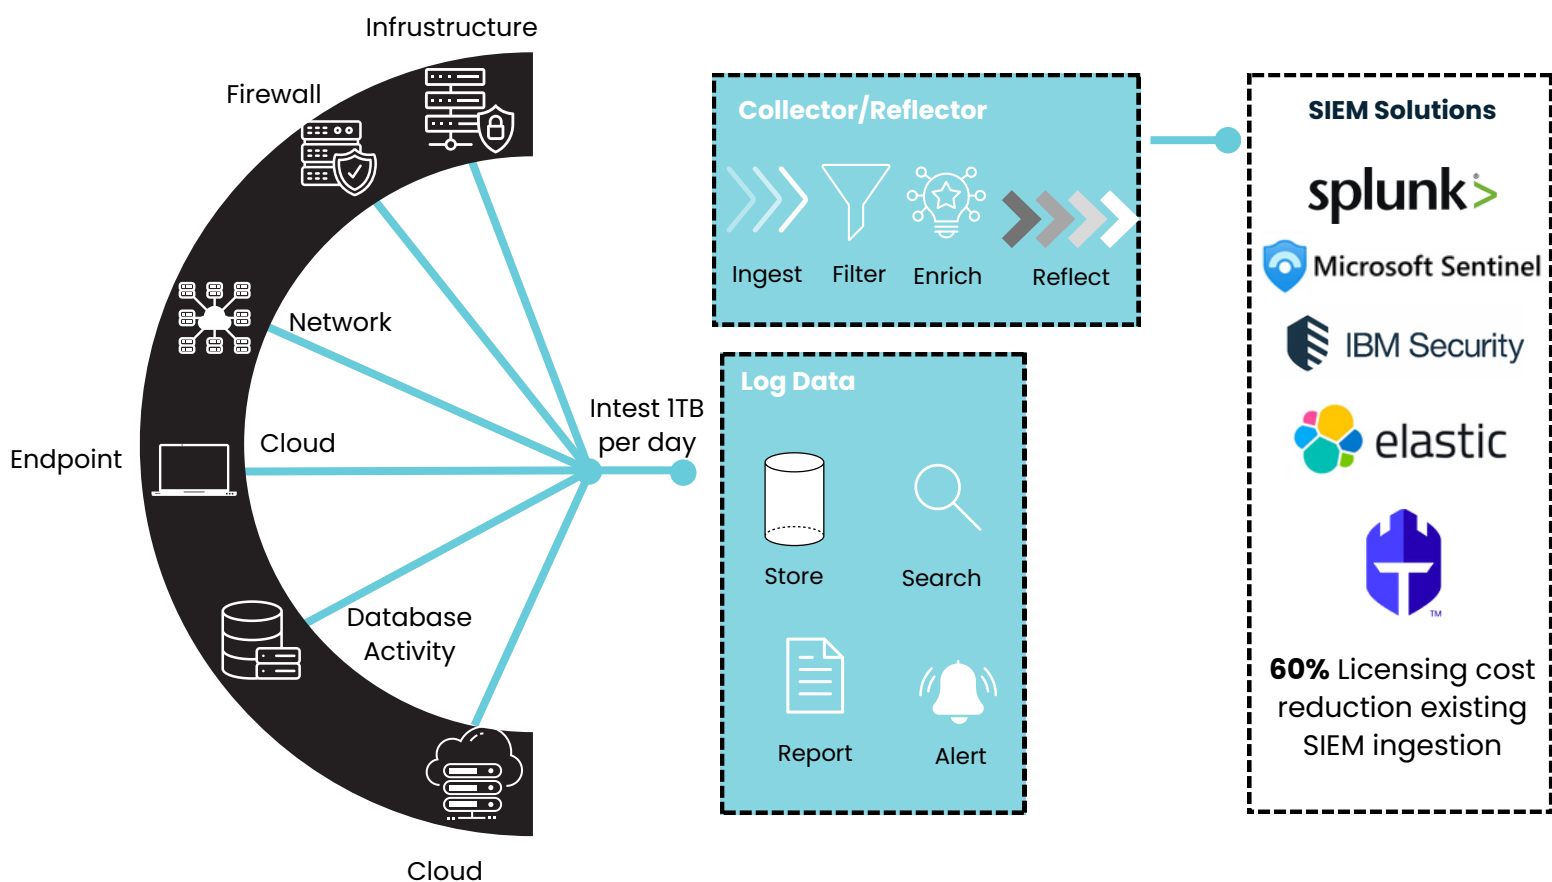 Infrustructure
Firewall
Network
Cloud
Endpoint
Database
Activity
Cloud
Intest 1TB
per day
Collector/Reflector
Ingest
Filter
Enrich
Reflect
Log Data
Store
Search
Report
Alert
SIEM Solutions
splunk>
Microsoft Sentinel
IBM Security
elastic
T
TM
60% Licensing cost
reduction existing
SIEM ingestion